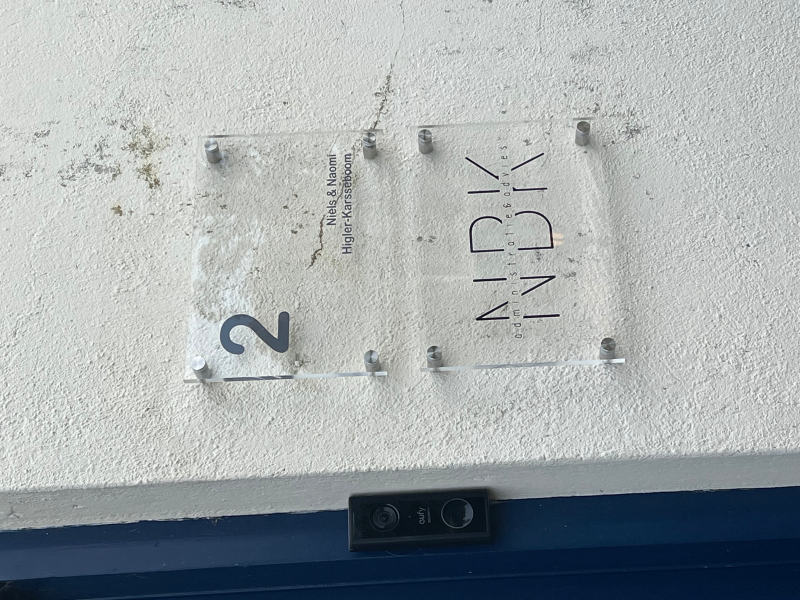 2
Niels & Naomi
Higler-Karsseboom
NDK
administratie&advies
eufy